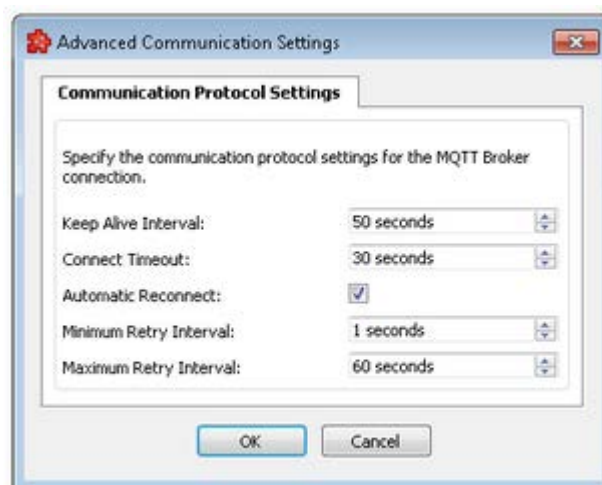 Advanced Communication Settings
Communication Protocol Settings
Specify the communication protocol settings for the MQTT Broker
connection.
Keep Alive Interval: 50 seconds
Connect Timeout: 30 seconds
Automatic Reconnect:
Minimum Retry Interval: 1 seconds
Maximum Retry Interval: 60 seconds
OK Cancel